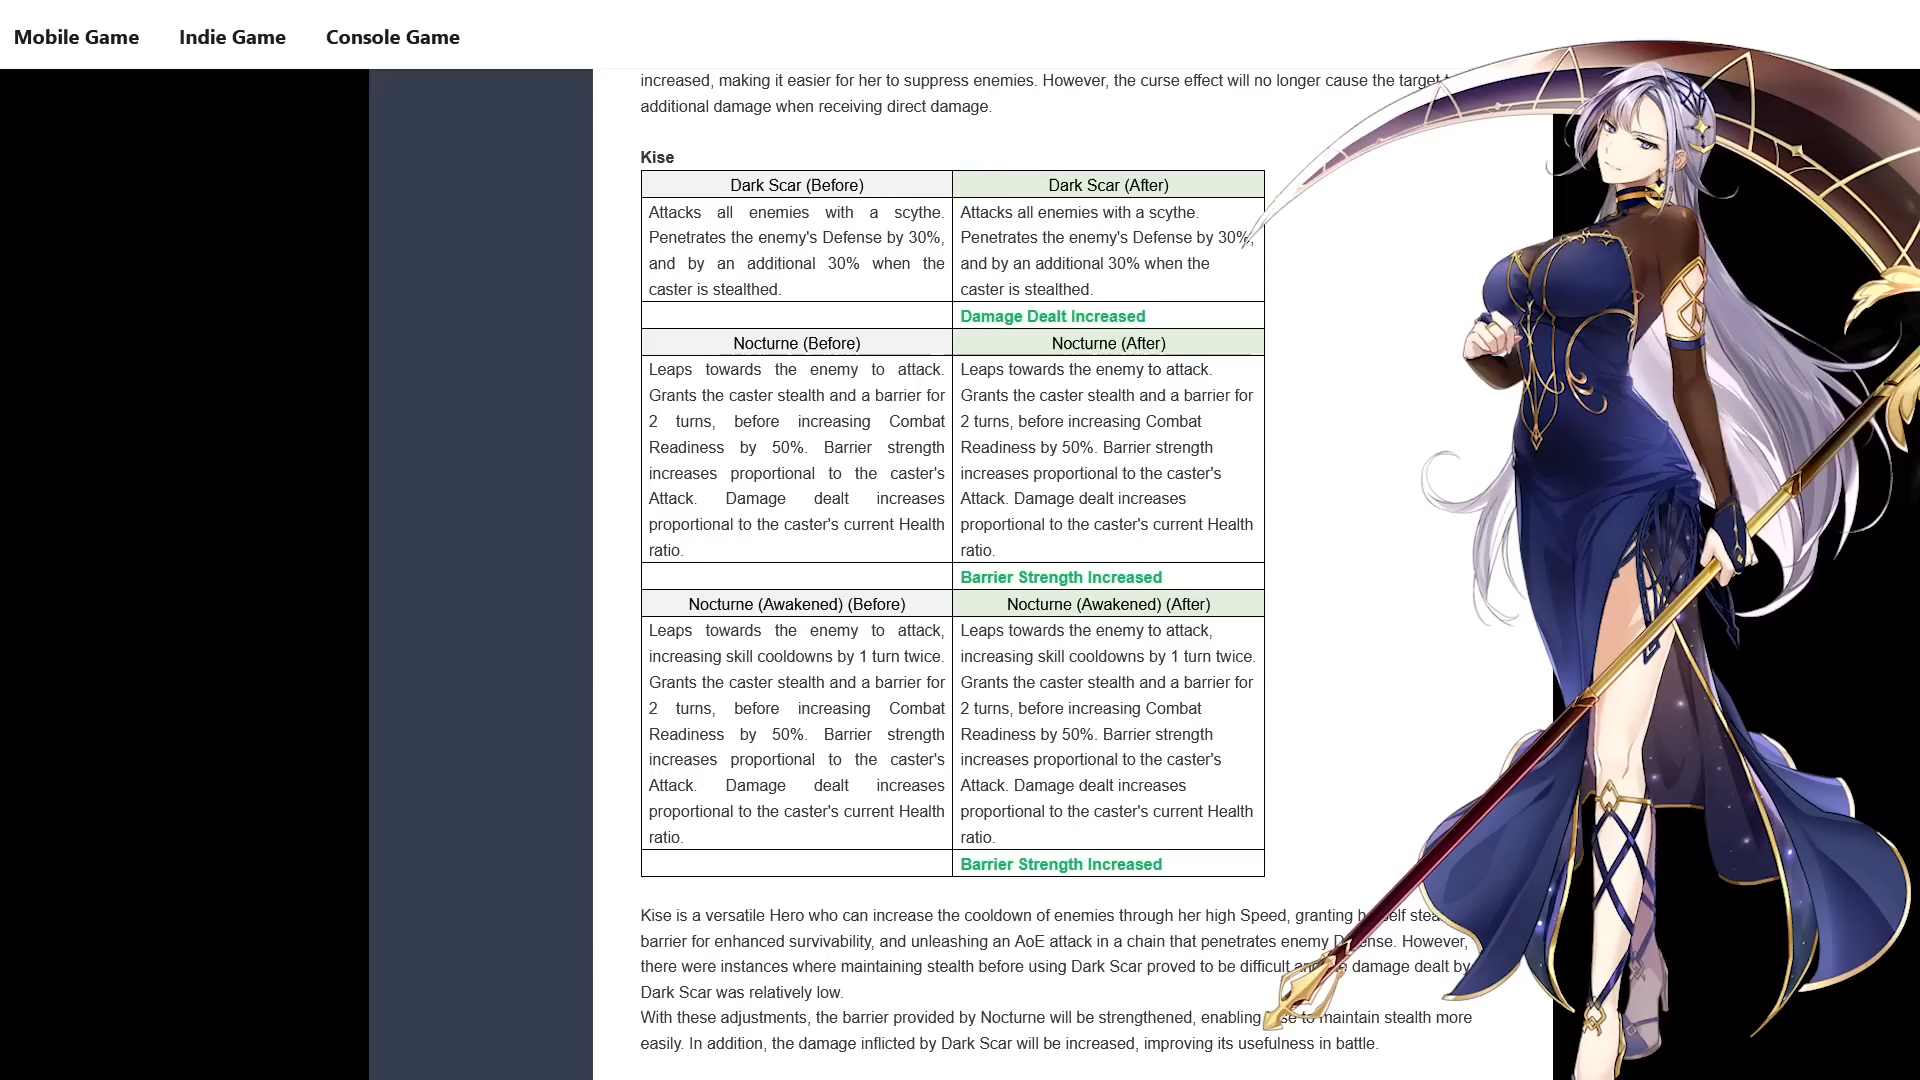 Mobile Game Indie Game Console Game
increased, making it easier for her to suppress enemies. However, the curse effect will no longer cause the target
additional damage when receiving direct damage.
Kise
Dark Scar (Before)
Attacks all enemies with a scythe.
Penetrates the enemy's Defense by 30%,
and by an additional 30% when the
caster is stealthed.
Dark Scar (After)
Attacks all enemies with a scythe.
Penetrates the enemy's Defense by 30%,
and by an additional 30% when the
caster is stealthed.
Damage Dealt Increased
Nocturne (Before)
Leaps towards the enemy to attack.
Grants the caster stealth and a barrier for
2 turns, before increasing Combat
Readiness by 50%. Barrier strength
increases proportional to the caster's
Attack. Damage dealt increases
proportional to the caster's current Health
ratio.
Nocturne (After)
Leaps towards the enemy to attack.
Grants the caster stealth and a barrier for
2 turns, before increasing Combat
Readiness by 50%. Barrier strength
increases proportional to the caster's
Attack. Damage dealt increases
proportional to the caster's current Health
ratio.
Barrier Strength Increased
Nocturne (Awakened) (Before)
Leaps towards the enemy to attack,
increasing skill cooldowns by 1 turn twice.
Grants the caster stealth and a barrier for
2 turns, before increasing Combat
Readiness by 50%. Barrier strength
increases proportional to the caster's
Attack. Damage dealt increases
proportional to the caster's current Health
ratio.
Nocturne (Awakened) (After)
Leaps towards the enemy to attack,
increasing skill cooldowns by 1 turn twice.
Grants the caster stealth and a barrier for
2 turns, before increasing Combat
Readiness by 50%. Barrier strength
increases proportional to the caster's
Attack. Damage dealt increases
proportional to the caster's current Health
ratio.
Barrier Strength Increased
Kise is a versatile Hero who can increase the cooldown of enemies through her high Speed, granting
barrier for enhanced survivability, and unleashing an AoE attack in a chain that penetrates enemy Defense. However,
there were instances where maintaining stealth before using Dark Scar proved to be difficult and damage dealt by
Dark Scar was relatively low.
With these adjustments, the barrier provided by Nocturne will be strengthened, enabling Kise to maintain stealth more
easily. In addition, the damage inflicted by Dark Scar will be increased, improving its usefulness in battle.